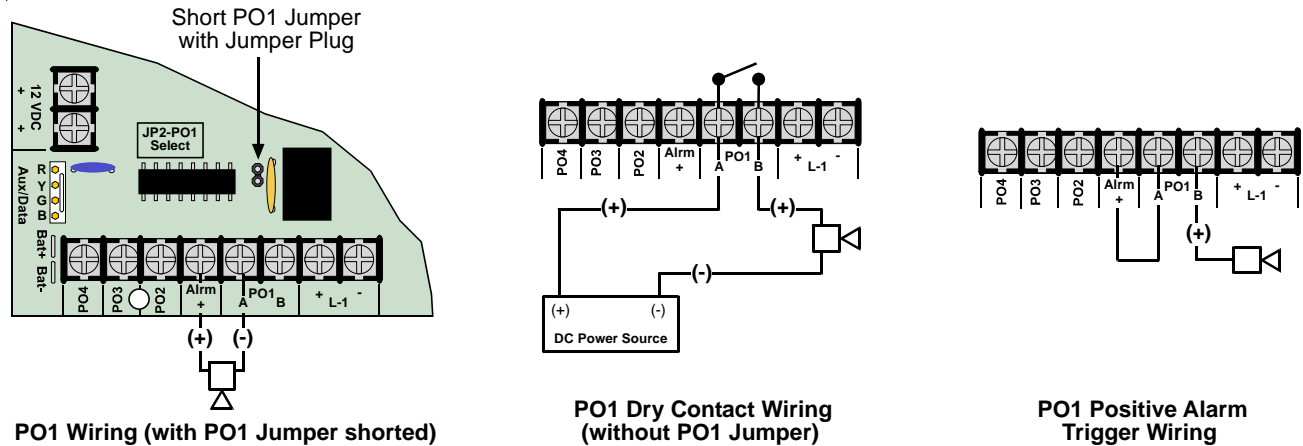 Short PO1 Jumper
with Jumper Plug
+ 12 VDC +
JP2-PO1
Select
R
Y
G
B
Aux/Data
Bat+ Bat-
PO4 PO3 PO2 Alrm + A PO1 B + L-1 -
(+) (-)
PO1 Wiring (with PO1 Jumper shorted)
PO4 PO3 PO2 Alrm + A PO1 B + L-1 -
(+) (+)
(-)
(+) (-)
DC Power Source
PO1 Dry Contact Wiring
(without PO1 Jumper)
PO4 PO3 PO2 Alrm + A PO1 B + L-1 -
(+)
PO1 Positive Alarm
Trigger Wiring